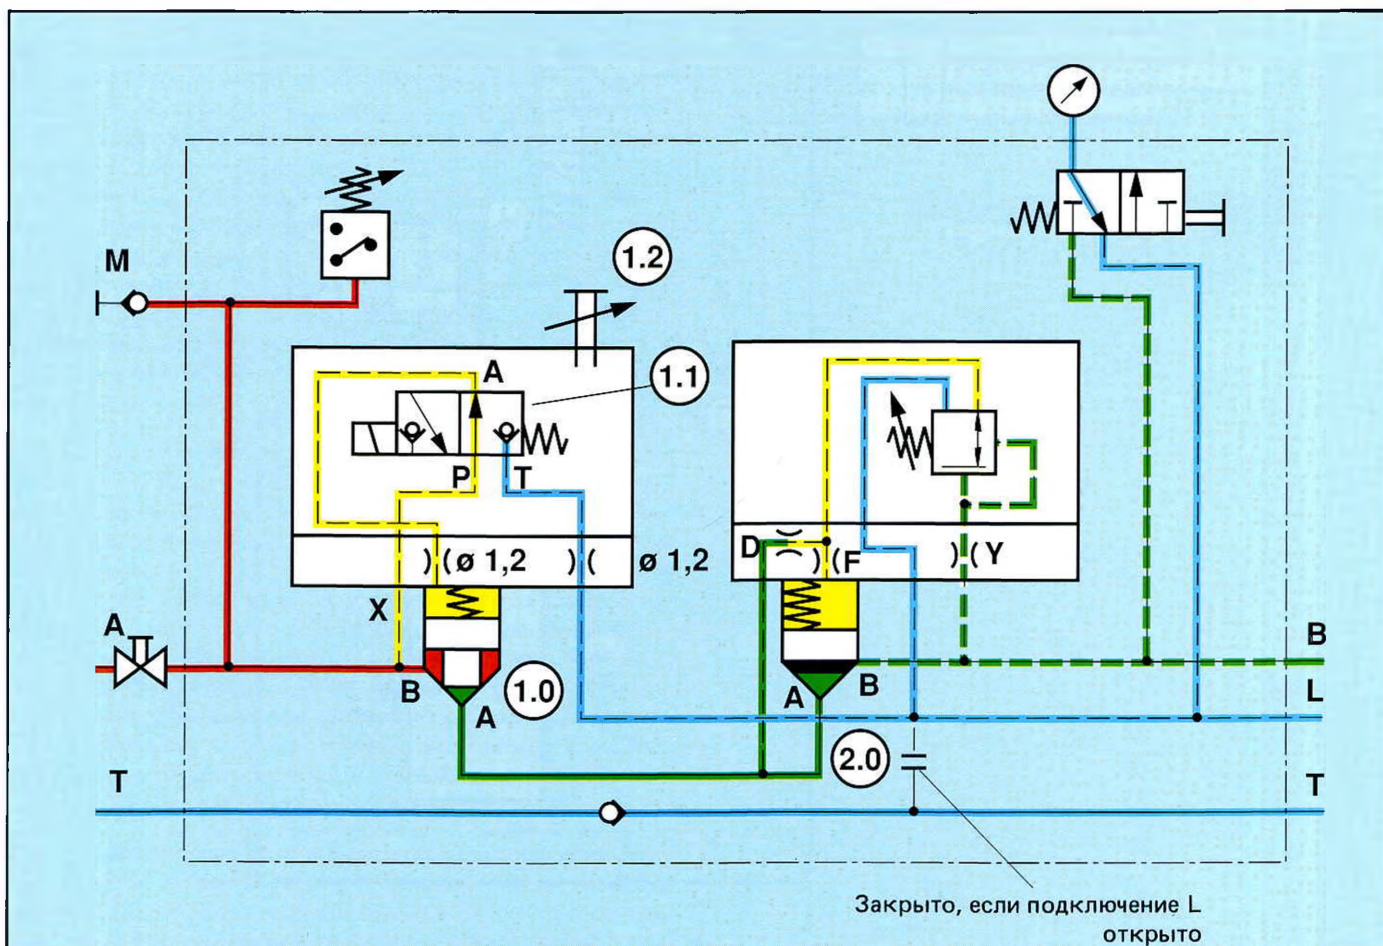 M
1.2
A
1.1
P T
D F Y
ø 1,2 ø 1,2
X
A
B
B
1.0
A
A B
L
2.0
T
T
Закрыто, если подключение L
открыто